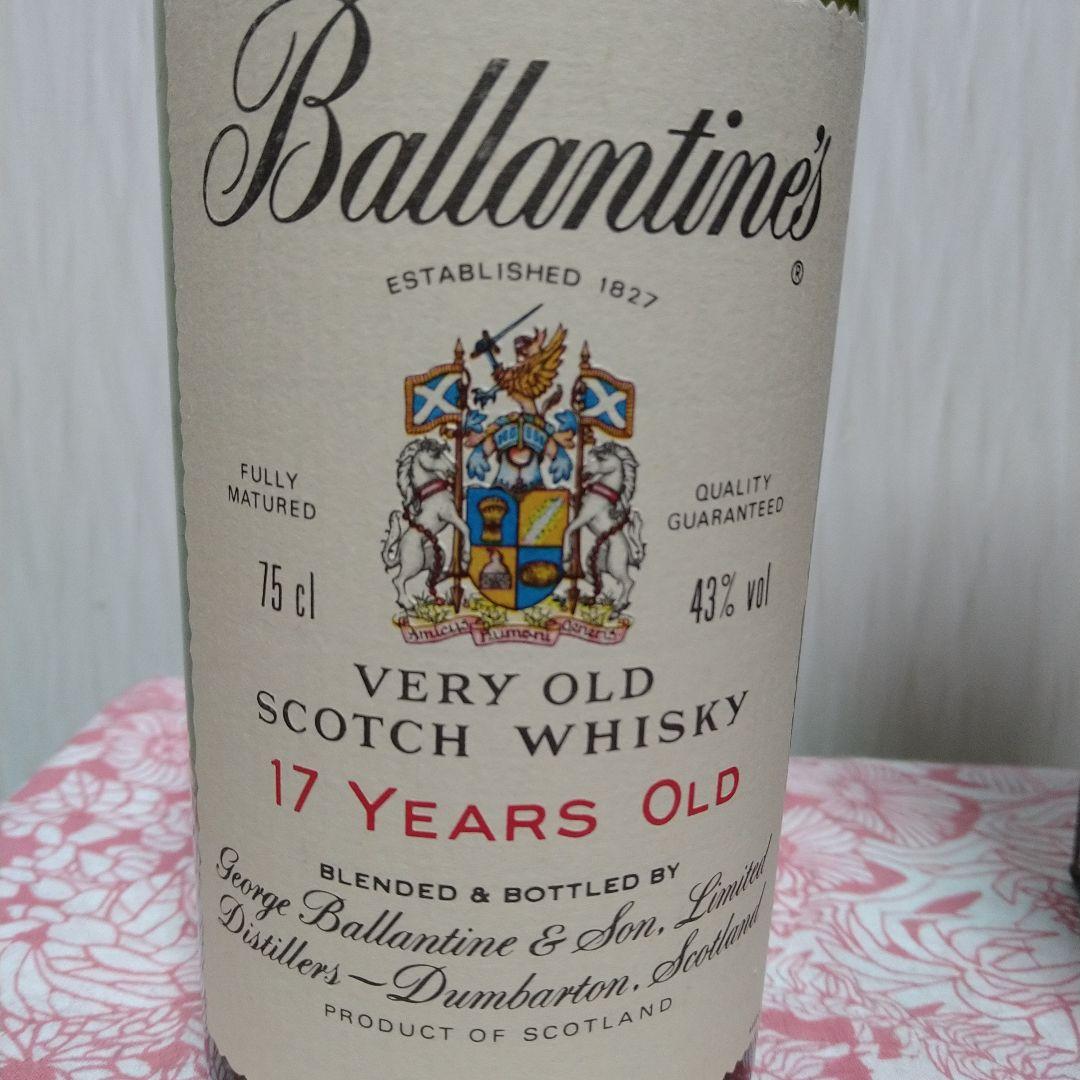 Ballantine's
®
ESTABLISHED 1827
FULLY
MATURED
QUALITY
GUARANTEED
75 cl
43% vol
Amicus Humani Generis
VERY OLD
SCOTCH WHISKY
17 YEARS OLD
BLENDED & BOTTLED BY
George Ballantine & Son, Limited
Distillers – Dumbarton, Scotland
PRODUCT OF SCOTLAND